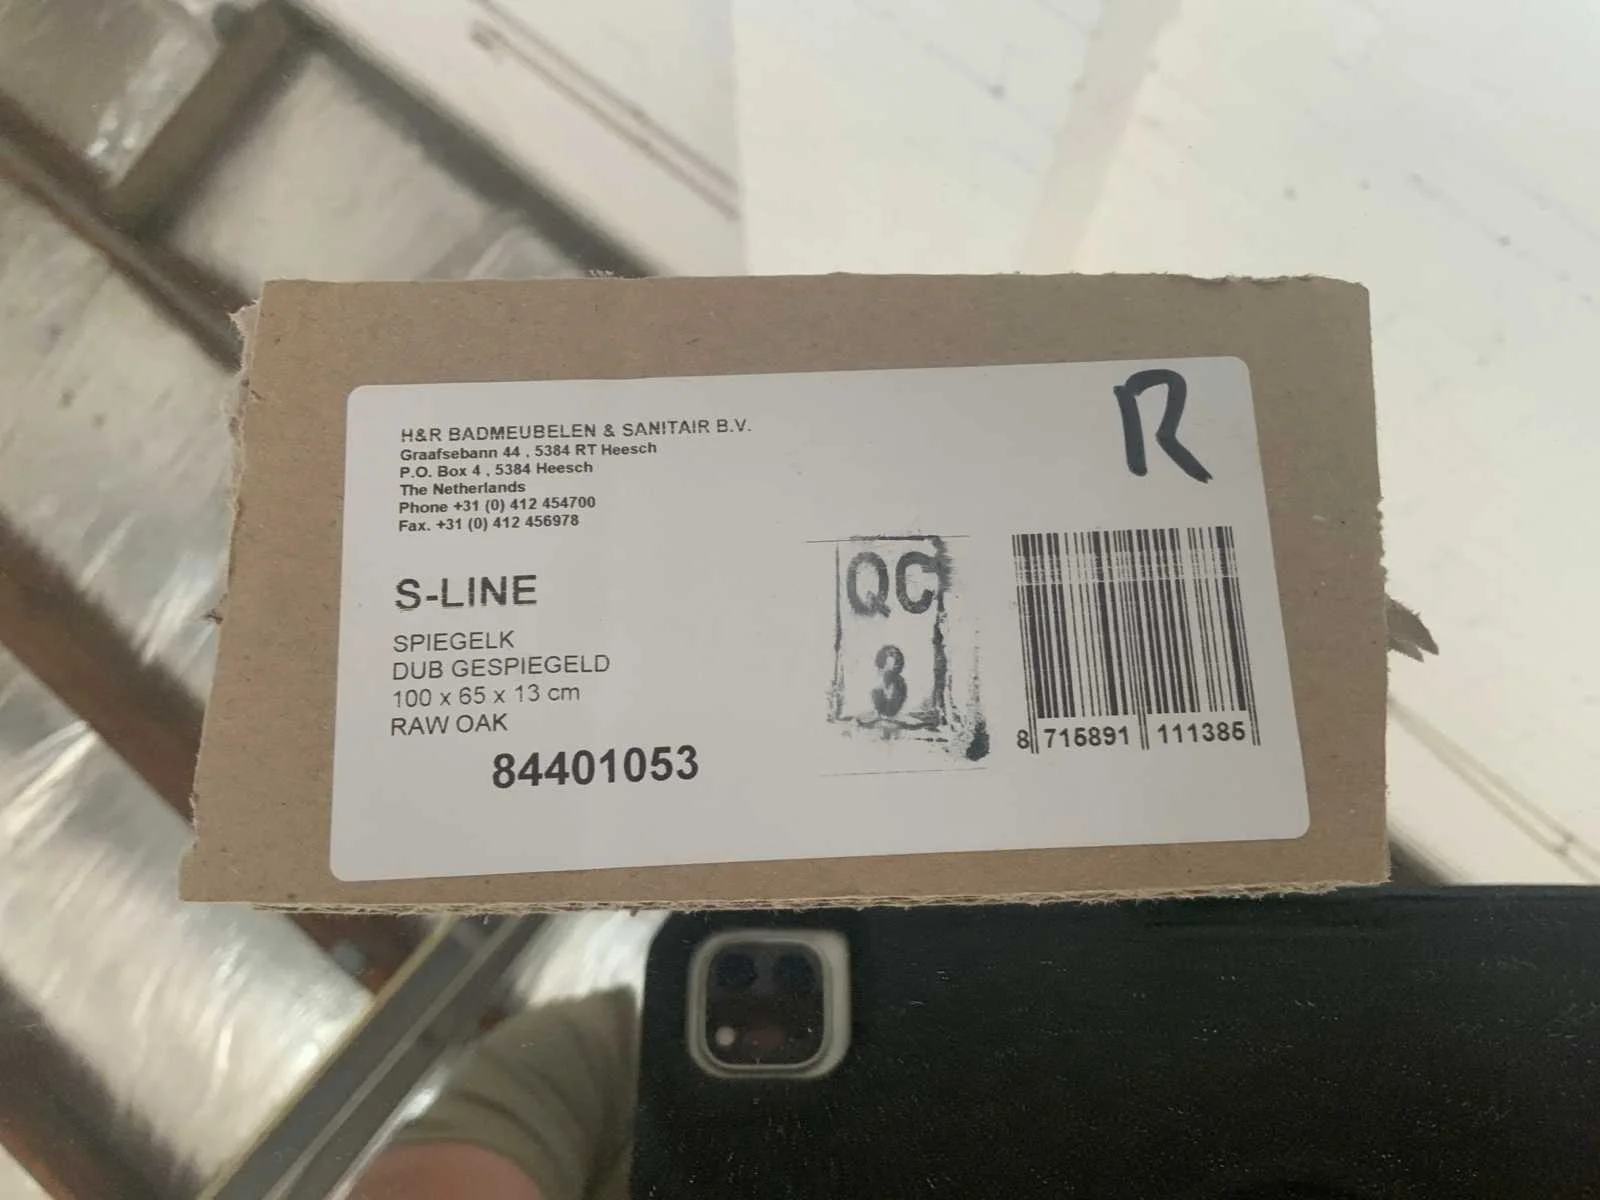 H&R BADMEUBELEN & SANITAIR B.V.
Graafsebann 44 , 5384 RT Heesch
P.O. Box 4 , 5384 Heesch
The Netherlands
Phone +31 (0) 412 454700
Fax. +31 (0) 412 456978
R
S-LINE
SPIEGELK
DUB GESPIEGELD
100 x 65 x 13 cm
RAW OAK
84401053
QC
3
8 715891 111385